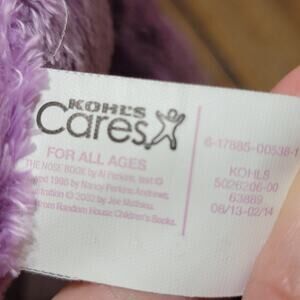 KOHL'S
Cares
FOR ALL AGES
THE NOSE BOOK by Al Perkins, text ©
1998 by Nancy Perkins Andrews,
© 2002 by Joe Mathieu.
from Random House Children's Books.
6-17885-00538-1
KOHLS
5026206-00
63889
08/13-02/14